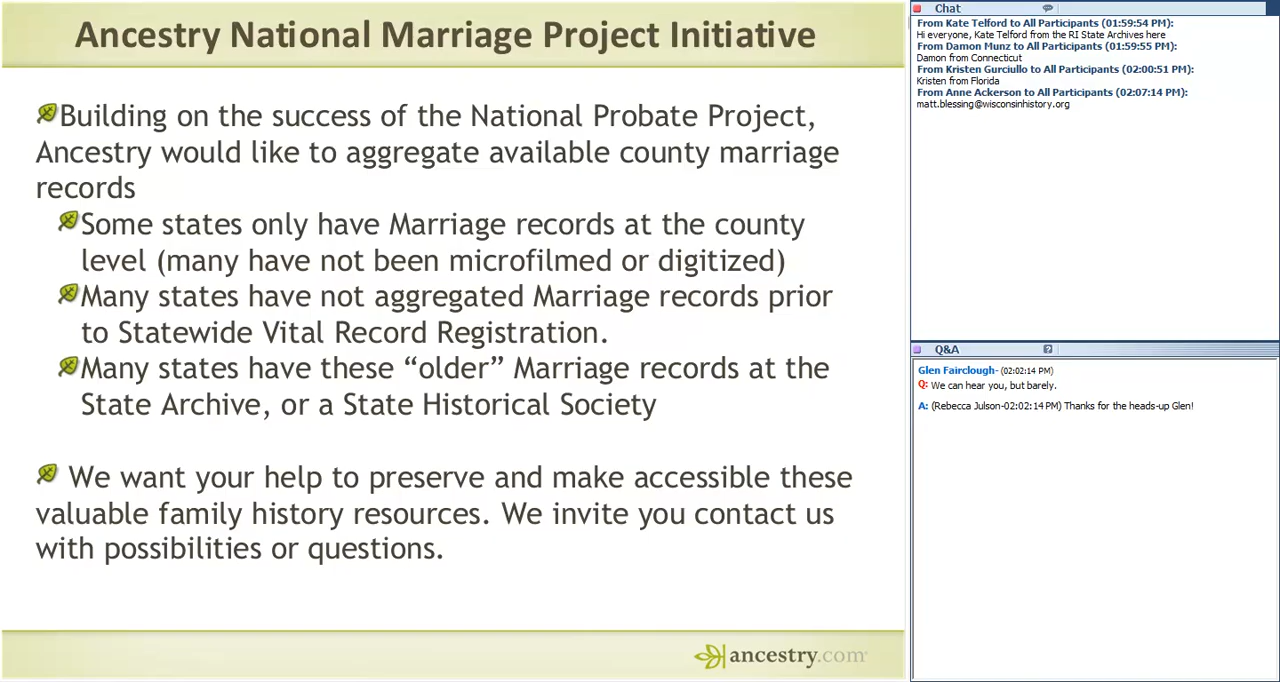 Ancestry National Marriage Project Initiative
Building on the success of the National Probate Project,
Ancestry would like to aggregate available county marriage
records
Some states only have Marriage records at the county
level (many have not been microfilmed or digitized)
Many states have not aggregated Marriage records prior
to Statewide Vital Record Registration.
Many states have these “older” Marriage records at the
State Archive, or a State Historical Society
We want your help to preserve and make accessible these
valuable family history resources. We invite you contact us
with possibilities or questions.
ancestry.com
Chat
From Kate Telford to All Participants (01:59:54 PM):
Hi everyone, Kate Telford from the RI State Archives here
From Damon Munz to All Participants (01:59:55 PM):
Damon from Connecticut
From Kristen Gurciullo to All Participants (02:00:51 PM):
Kristen from Florida
From Anne Ackerson to All Participants (02:07:14 PM):
matt.blessing@wisconsinhistory.org
Q&A
Glen Fairclough- (02:02:14 PM)
Q: We can hear you, but barely.
A: (Rebecca Julson-02:02:14 PM) Thanks for the heads-up Glen!